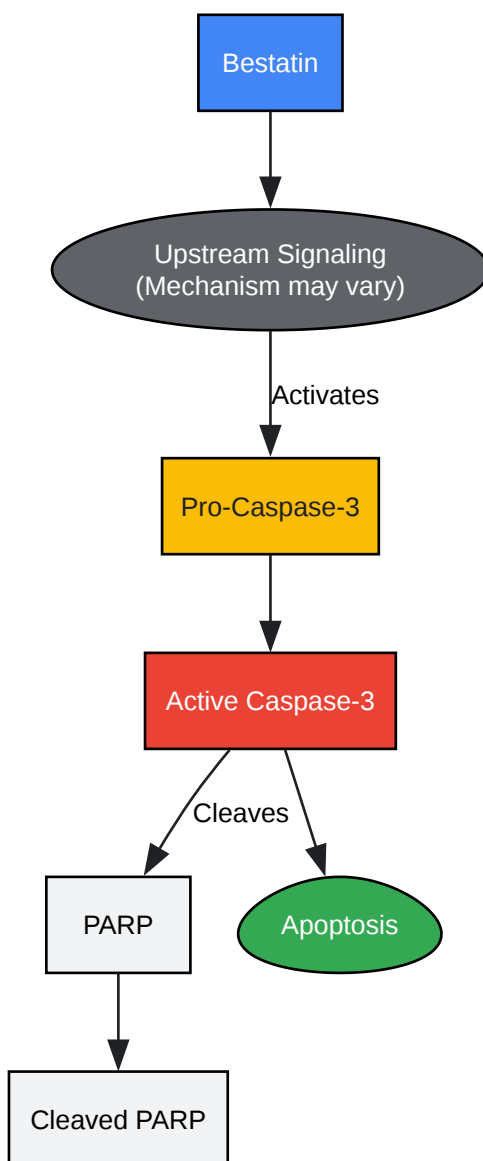 Bestatin
Upstream Signaling
(Mechanism may vary)
Activates
Pro-Caspase-3
Active Caspase-3
Cleaves
PARP
Apoptosis
Cleaved PARP